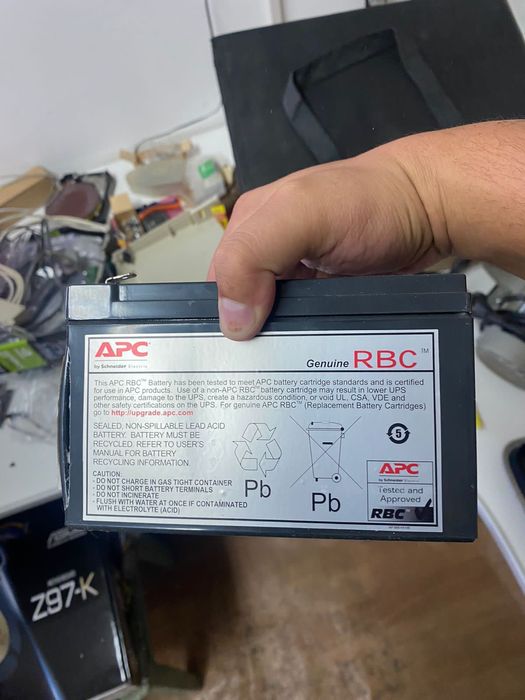 APC
by Schneider Electric
Genuine RBC™
This APC RBC™ Battery has been tested to meet APC battery cartridge standards and is certified
for use in APC products. Use of a non-APC RBC™ battery may result in lower UPS
performance, damage to the UPS, create a hazardous condition, or void UL, CSA, VDE and
other safety certifications on the UPS. For genuine APC RBC™ (Replacement Battery Cartridges)
go to http://upgrade.apc.com
SEALED, NON-SPILLABLE LEAD ACID
BATTERY. BATTERY MUST BE
RECYCLED. REFER TO USER'S
MANUAL FOR BATTERY
RECYCLING INFORMATION.
CAUTION:
- DO NOT CHARGE IN GAS TIGHT CONTAINER
- DO NOT SHORT BATTERY TERMINALS
- DO NOT INCINERATE
- FLUSH WITH WATER AT ONCE IF CONTAMINATED
WITH ELECTROLYTE (ACID)
Pb
Pb
5
APC
by Schneider Electric
Tested and
Approved
RBC
Z97-K